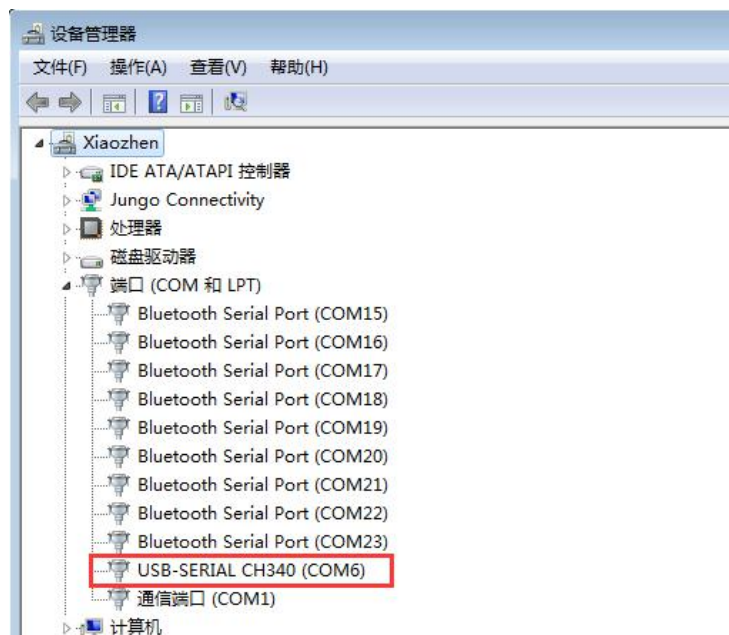 设备管理器
文件(F) 操作(A) 查看(V) 帮助(H)
Xiaozhen
IDE ATA/ATAPI 控制器
Jungo Connectivity
处理器
磁盘驱动器
端口 (COM 和 LPT)
Bluetooth Serial Port (COM15)
Bluetooth Serial Port (COM16)
Bluetooth Serial Port (COM17)
Bluetooth Serial Port (COM18)
Bluetooth Serial Port (COM19)
Bluetooth Serial Port (COM20)
Bluetooth Serial Port (COM21)
Bluetooth Serial Port (COM22)
Bluetooth Serial Port (COM23)
USB-SERIAL CH340 (COM6)
通信端口 (COM1)
计算机